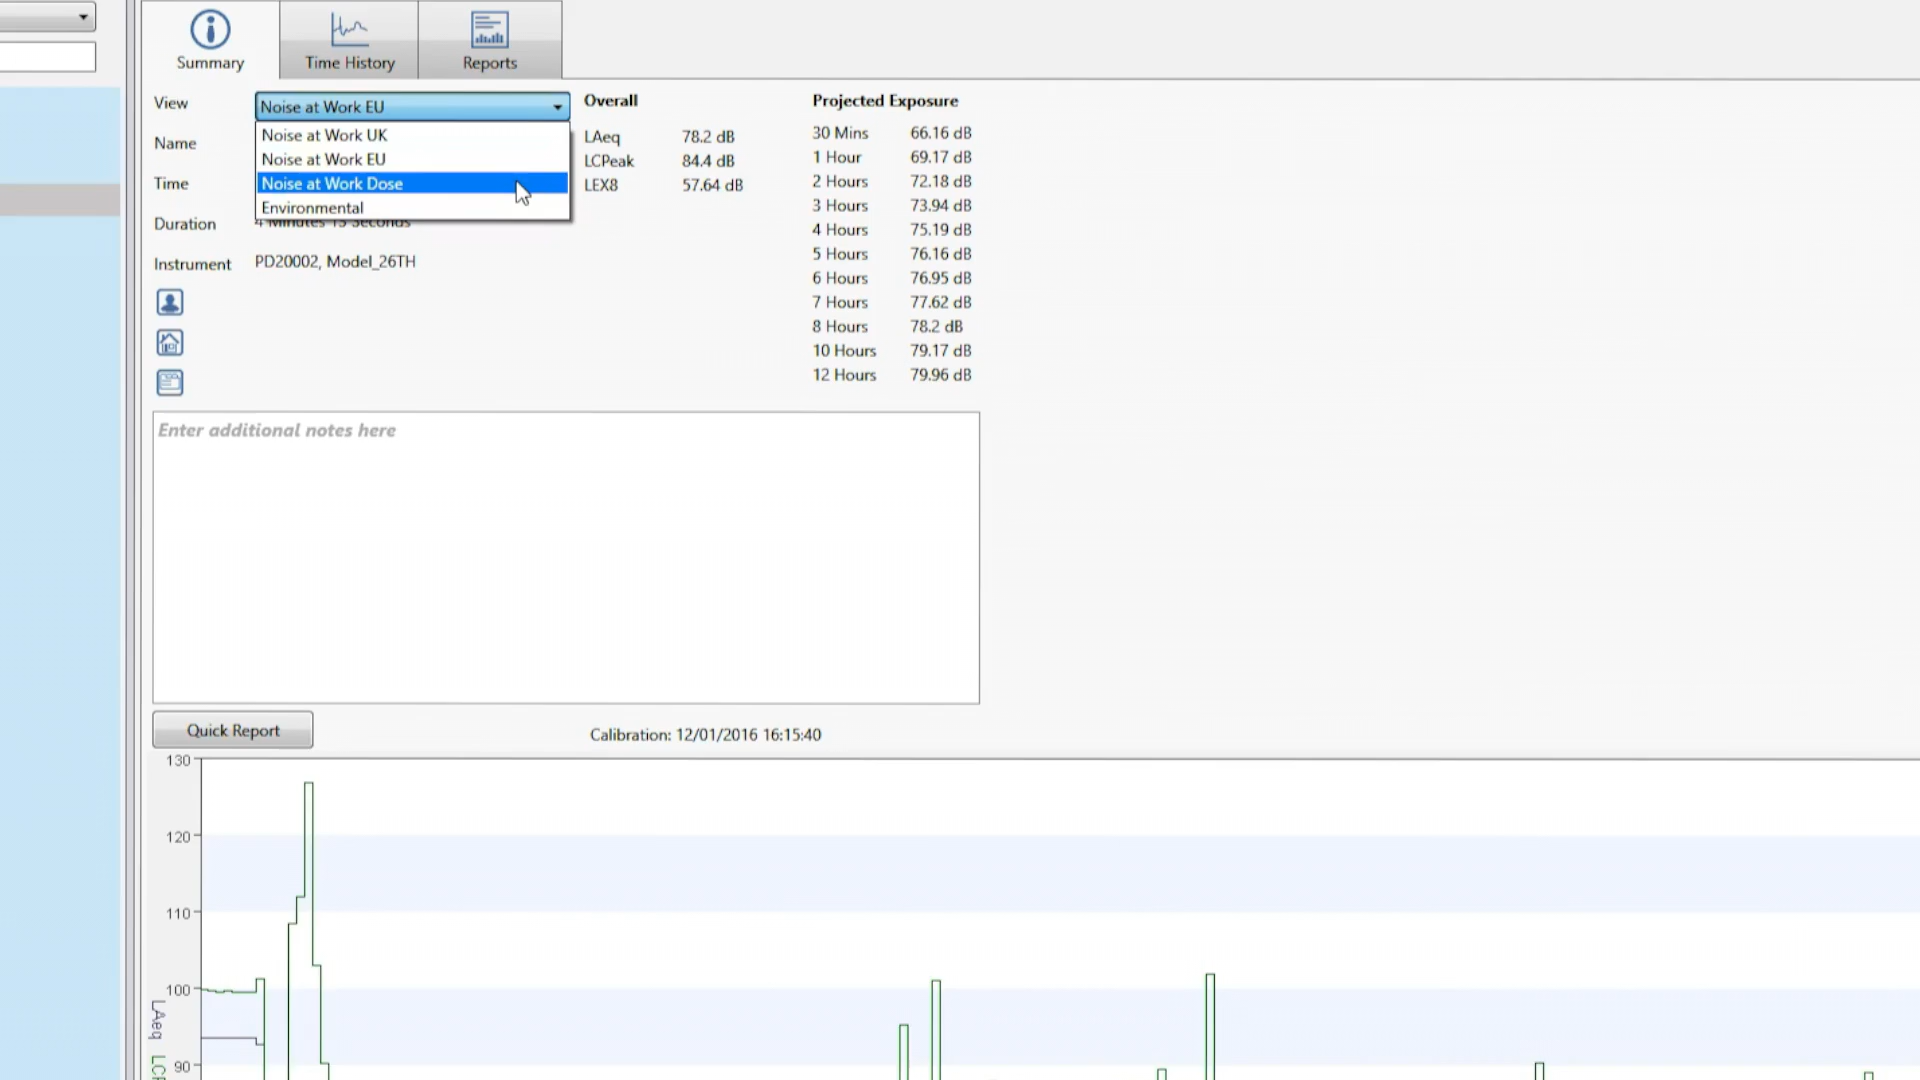 Summary
Time History
Reports
View
Noise at Work EU
Noise at Work UK
Noise at Work EU
Noise at Work Dose
Environmental
Name
Time
Duration
4 Minutes 15 Seconds
Instrument
PD20002, Model_26TH
Overall
LAeq 78.2 dB
LCPeak 84.4 dB
LEX8 57.64 dB
Projected Exposure
30 Mins 66.16 dB
1 Hour 69.17 dB
2 Hours 72.18 dB
3 Hours 73.94 dB
4 Hours 75.19 dB
5 Hours 76.16 dB
6 Hours 76.95 dB
7 Hours 77.62 dB
8 Hours 78.2 dB
10 Hours 79.17 dB
12 Hours 79.96 dB
Enter additional notes here
Quick Report
Calibration: 12/01/2016 16:15:40
130
120
110
100
90
LAeq